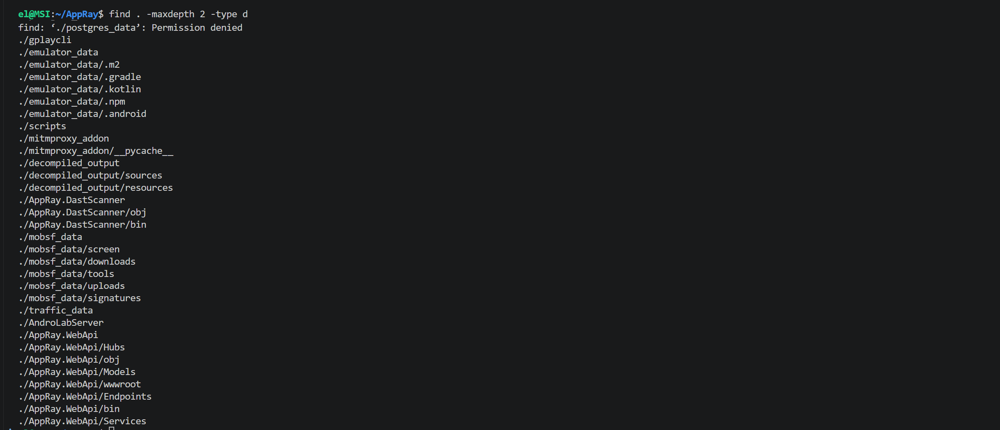 el@MSI:~/AppRay$ find . -maxdepth 2 -type d
find: ‘./postgres_data’: Permission denied
./gplaycli
./emulator_data
./emulator_data/.m2
./emulator_data/.gradle
./emulator_data/.kotlin
./emulator_data/.npm
./emulator_data/.android
./scripts
./mitmproxy_addon
./mitmproxy_addon/__pycache__
./decompiled_output
./decompiled_output/sources
./decompiled_output/resources
./AppRay.DastScanner
./AppRay.DastScanner/obj
./AppRay.DastScanner/bin
./mobsf_data
./mobsf_data/screen
./mobsf_data/downloads
./mobsf_data/tools
./mobsf_data/uploads
./mobsf_data/signatures
./traffic_data
./AndroLabServer
./AppRay.WebApi
./AppRay.WebApi/Hubs
./AppRay.WebApi/obj
./AppRay.WebApi/Models
./AppRay.WebApi/wwwroot
./AppRay.WebApi/Endpoints
./AppRay.WebApi/bin
./AppRay.WebApi/Services